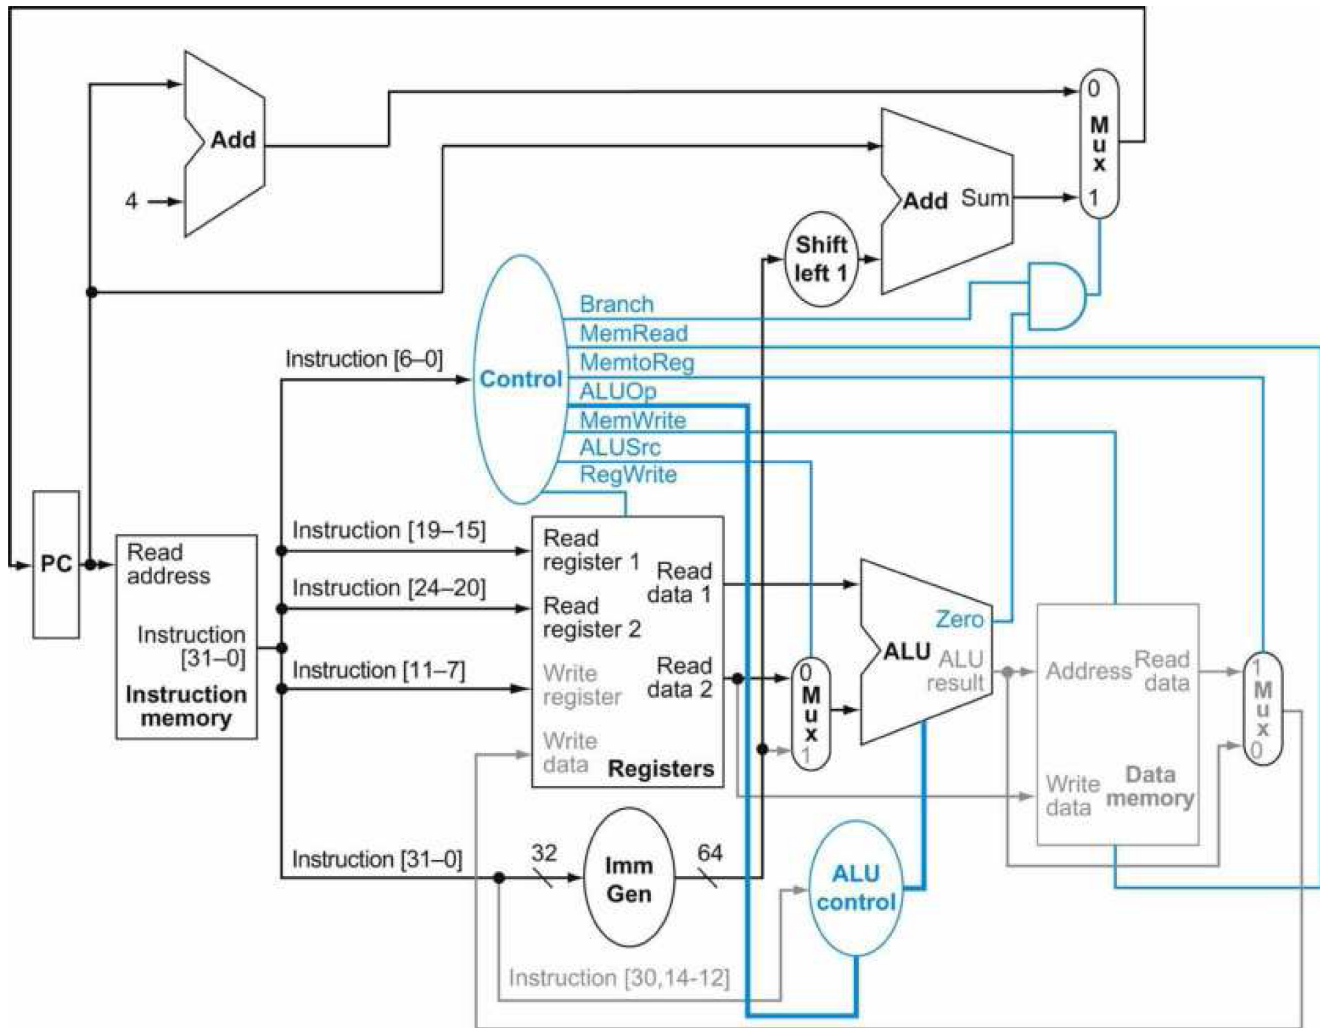 0
M
u
x
1
Add
4
Add Sum
Shift
left 1
Branch
MemRead
MemtoReg
ALUOp
MemWrite
ALUSrc
RegWrite
Control
Instruction [6–0]
Instruction [19–15]
Instruction [24–20]
Instruction [11–7]
Instruction [31–0]
PC
Read
address
Instruction
[31–0]
Instruction
memory
Read
register 1
Read
register 2
Write
register
Write
data
Read
data 1
Read
data 2
Registers
0
M
u
x
1
Zero
ALU
ALU
result
Address
Read
data
Write
data
Data
memory
1
M
u
x
0
32
Imm
Gen
64
ALU
control
Instruction [30,14-12]